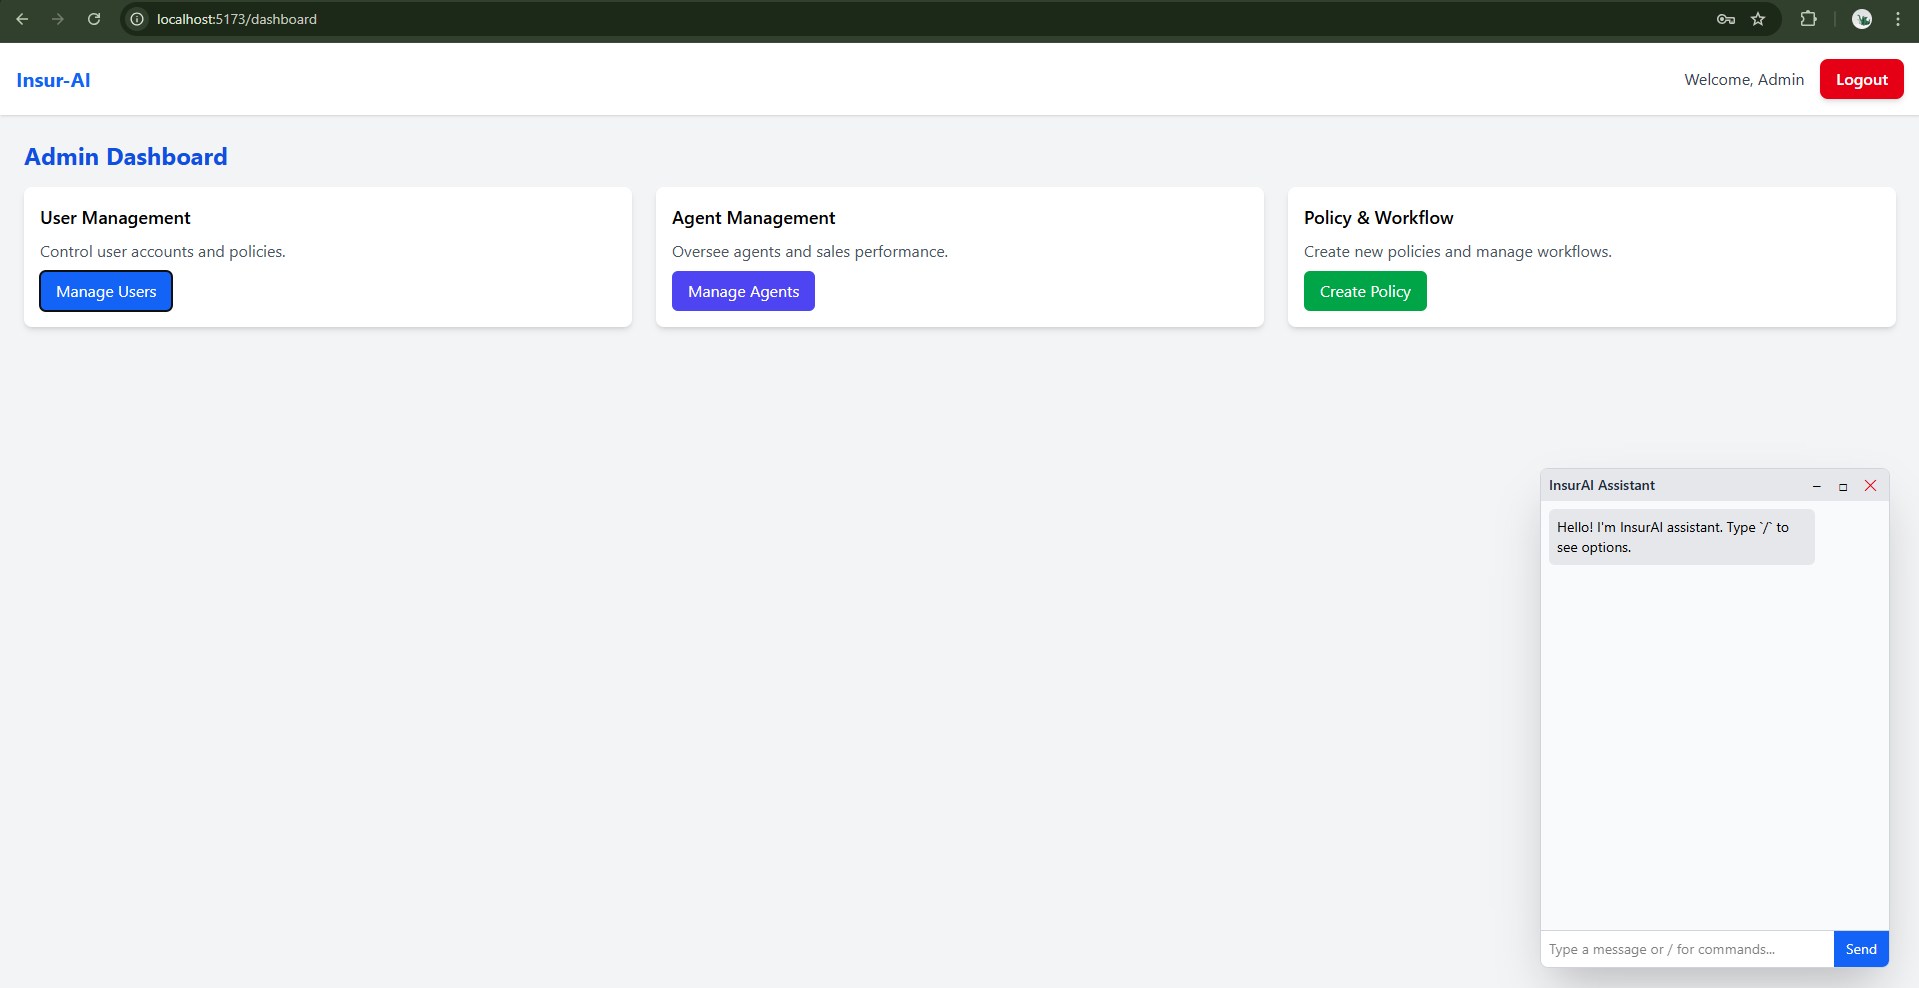 localhost:5173/dashboard
Insur-AI
Welcome, Admin
Logout
Admin Dashboard
User Management
Control user accounts and policies.
Manage Users
Agent Management
Oversee agents and sales performance.
Manage Agents
Policy & Workflow
Create new policies and manage workflows.
Create Policy
InsurAI Assistant
Hello! I'm InsurAI assistant. Type `/` to
see options.
Type a message or / for commands...
Send